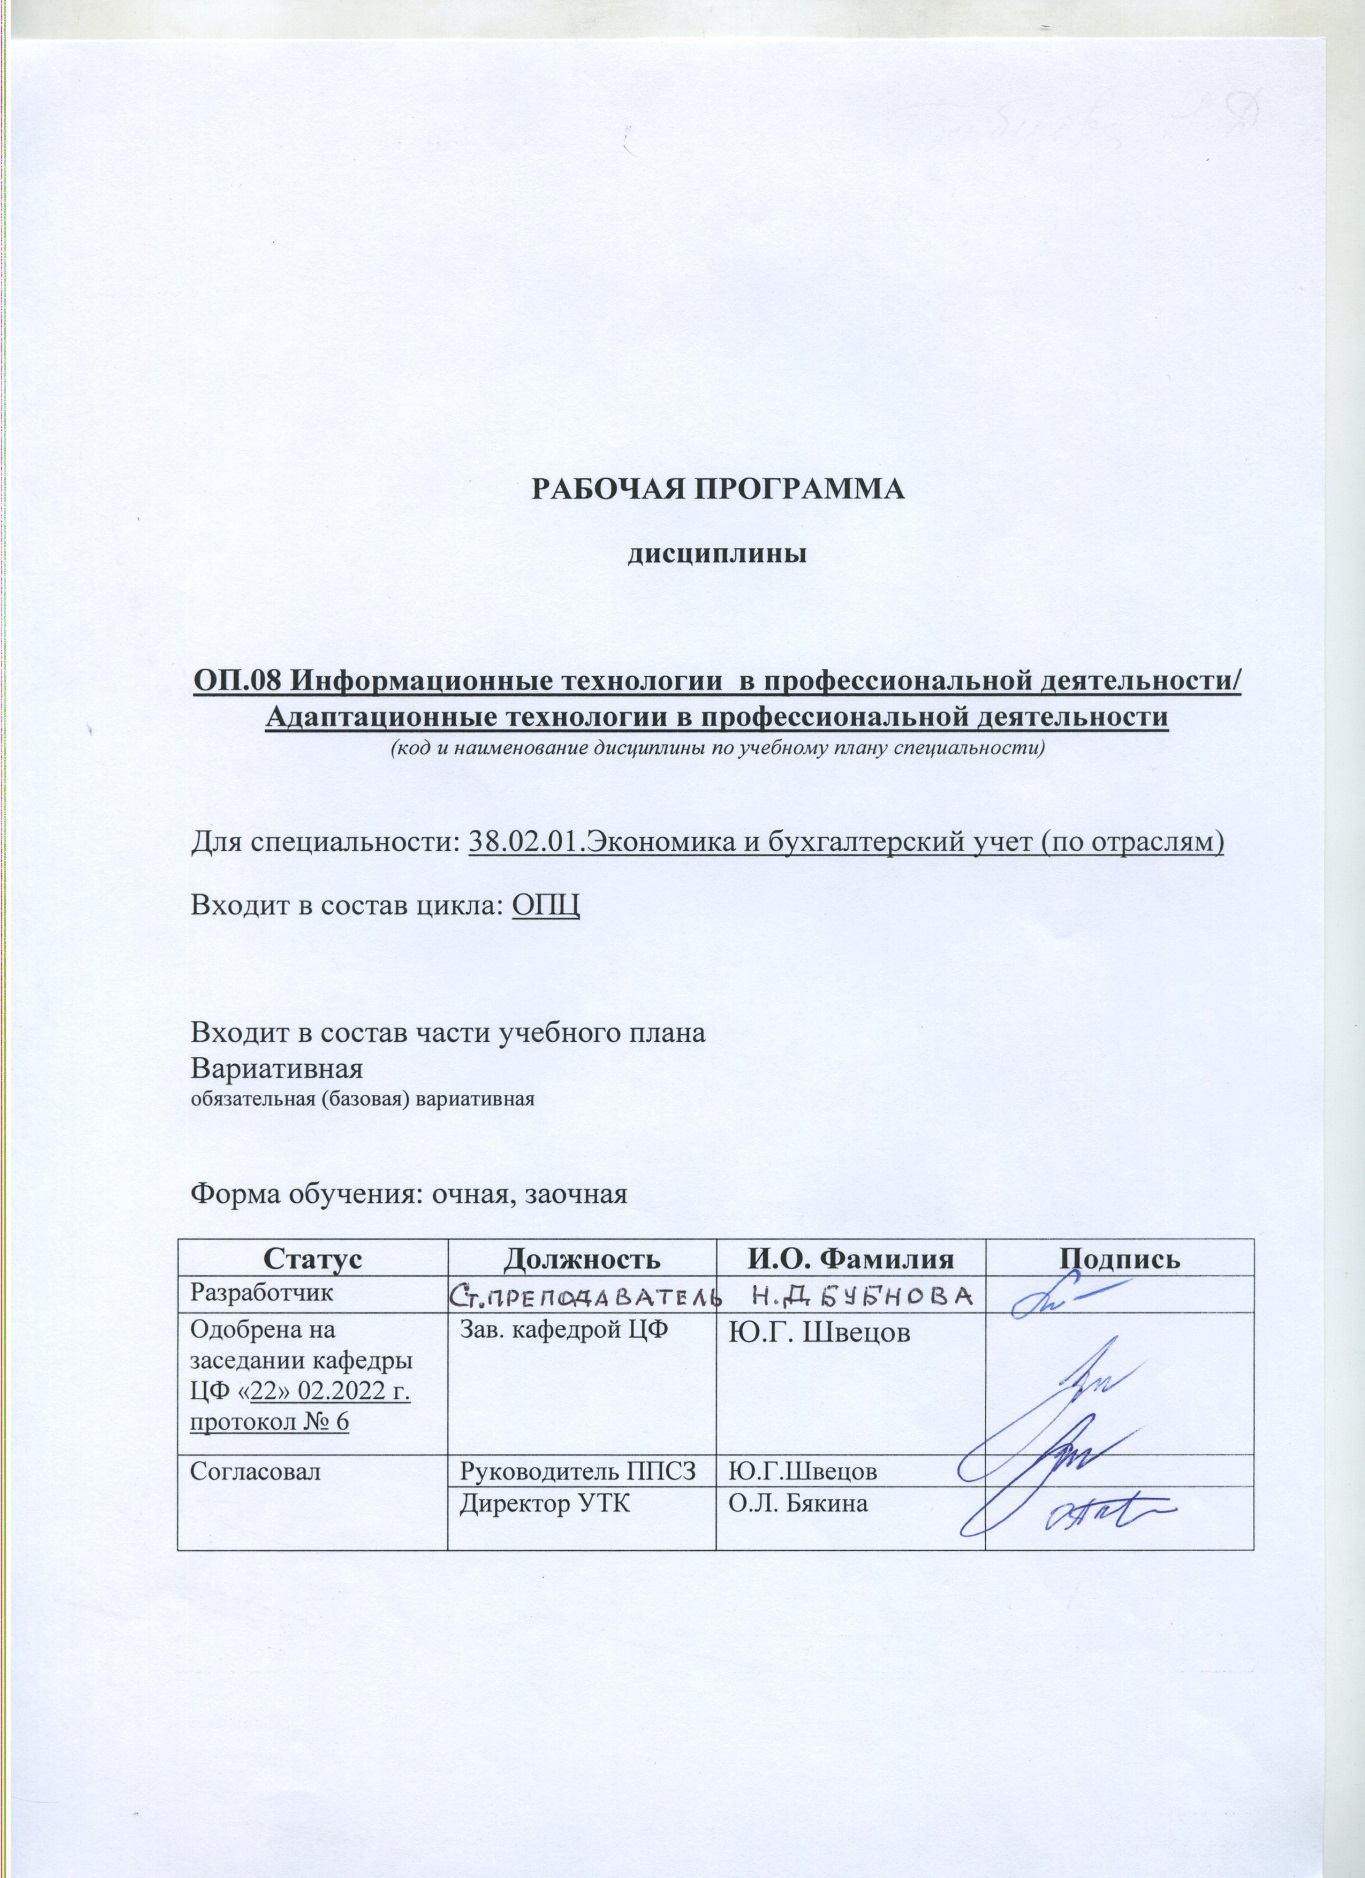 РАБОЧАЯ ПРОГРАММА
дисциплины
ОП.08 Информационные технологии в профессиональной деятельности/
Адаптационные технологии в профессиональной деятельности
(код и наименование дисциплины по учебному плану специальности)
Для специальности: 38.02.01.Экономика и бухгалтерский учет (по отраслям)
Входит в состав цикла: ОПЦ
Входит в состав части учебного плана
Вариативная
обязательная (базовая) вариативная
Форма обучения: очная, заочная
Статус Должность И.О. Фамилия Подпись
Разработчик Ст.ПРЕПОДАВАТЕЛЬ Н.Д БУБНОВА
Одобрена на Зав. кафедрой ЦФ Ю.Г. Швецов
заседании кафедры
ЦФ «22» 02.2022 г.
протокол № 6
Согласовал Руководитель ППСЗ Ю.Г.Швецов
Директор УТК О.Л. Бякина